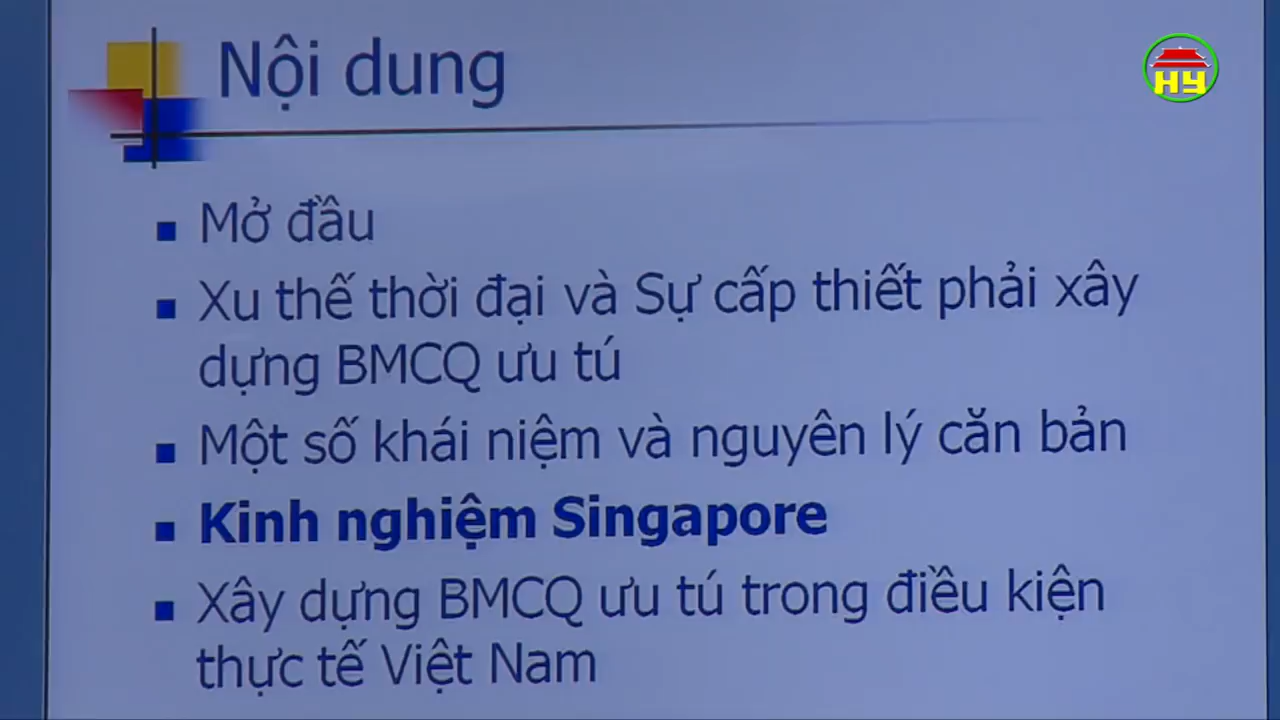 Nội dung
HY
Mở đầu
Xu thế thời đại và Sự cấp thiết phải xây
dựng BMCQ ưu tú
Một số khái niệm và nguyên lý căn bản
Kinh nghiệm Singapore
Xây dựng BMCQ ưu tú trong điều kiện
thực tế Việt Nam